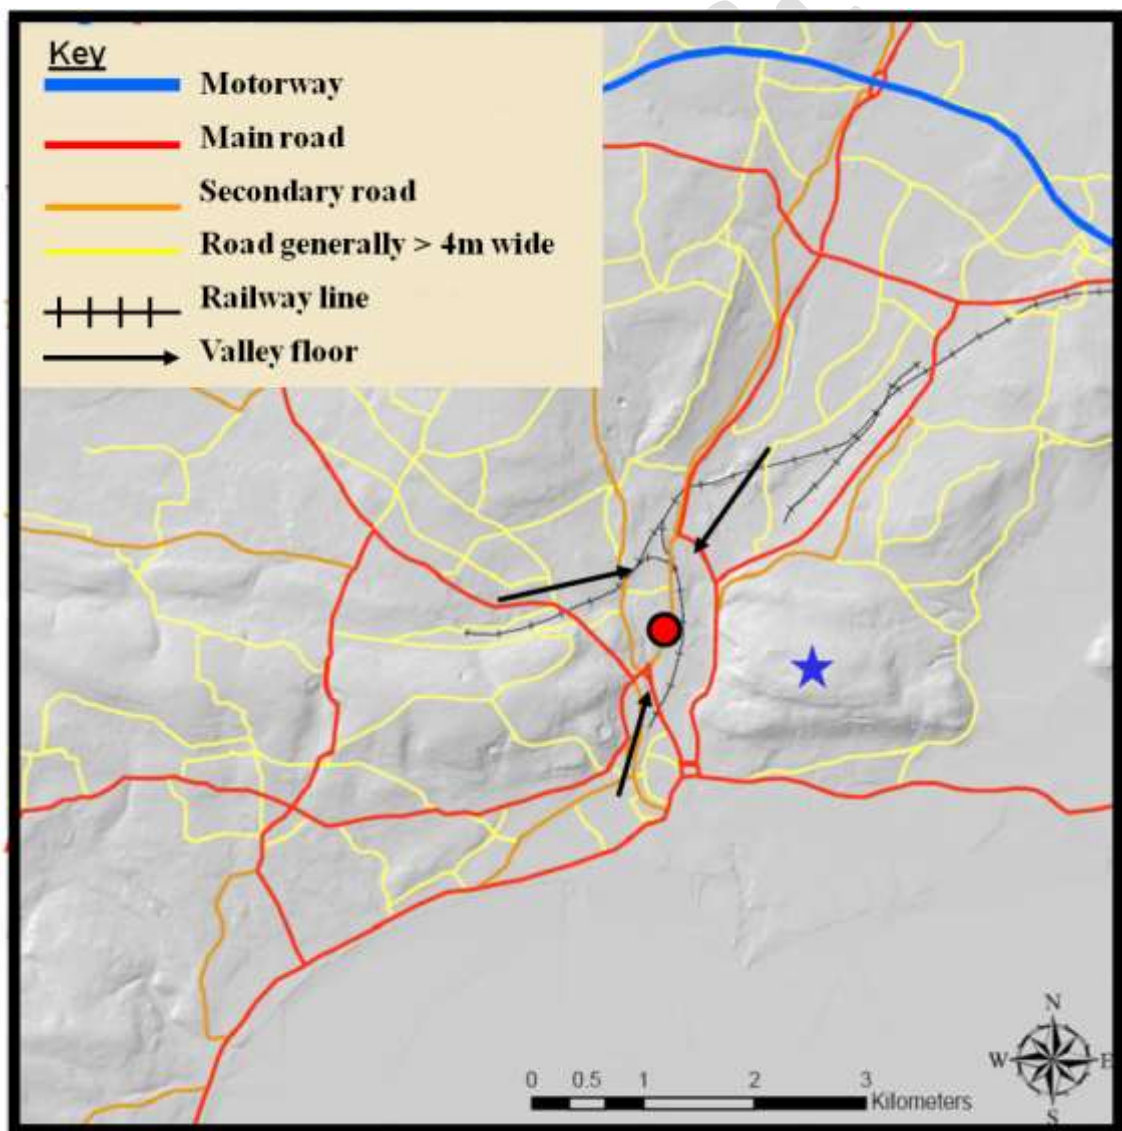 Key
Motorway
Main road
Secondary road
Road generally > 4m wide
Railway line
Valley floor
N
W E
S
0 0.5 1 2 3
Kilometers